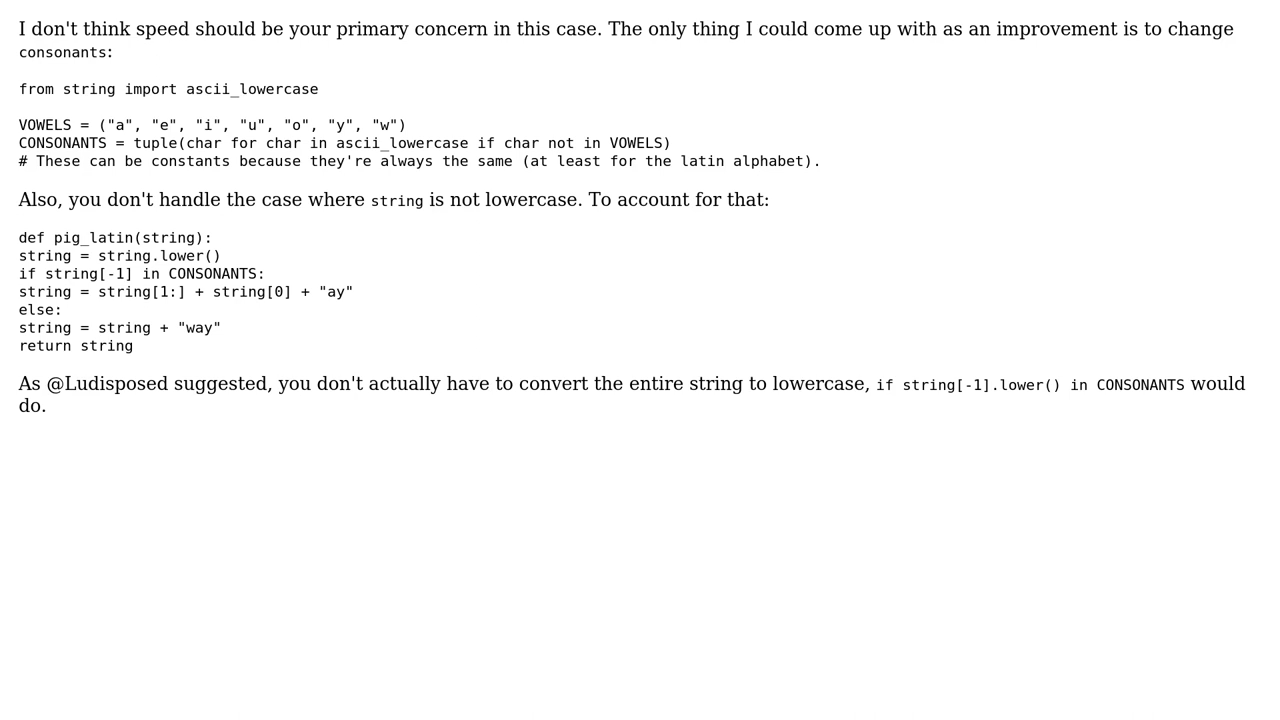 I don't think speed should be your primary concern in this case. The only thing I could come up with as an improvement is to change
consonants:
from string import ascii_lowercase
VOWELS = ("a", "e", "i", "u", "o", "y", "w")
CONSONANTS = tuple(char for char in ascii_lowercase if char not in VOWELS)
# These can be constants because they're always the same (at least for the latin alphabet).
Also, you don't handle the case where string is not lowercase. To account for that:
def pig_latin(string):
string = string.lower()
if string[-1] in CONSONANTS:
string = string[1:] + string[0] + "ay"
else:
string = string + "way"
return string
As @Ludisposed suggested, you don't actually have to convert the entire string to lowercase, if string[-1].lower() in CONSONANTS would
do.